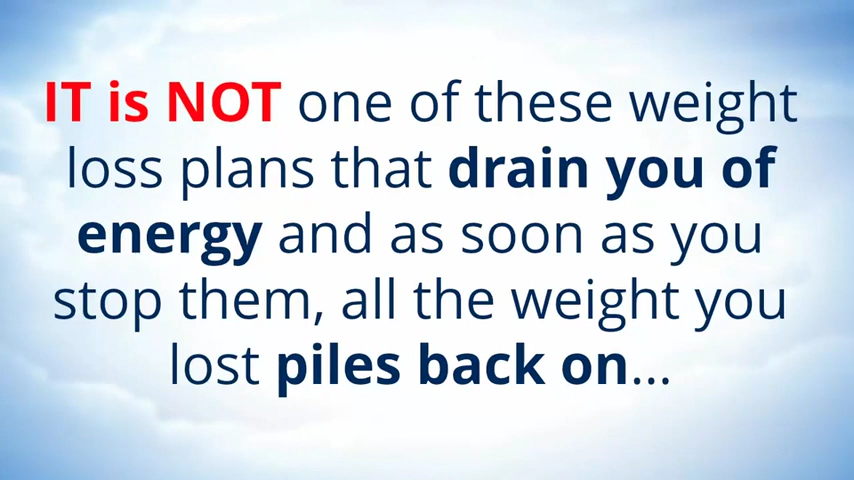 IT is NOT one of these weight
loss plans that drain you of
energy and as soon as you
stop them, all the weight you
lost piles back on...